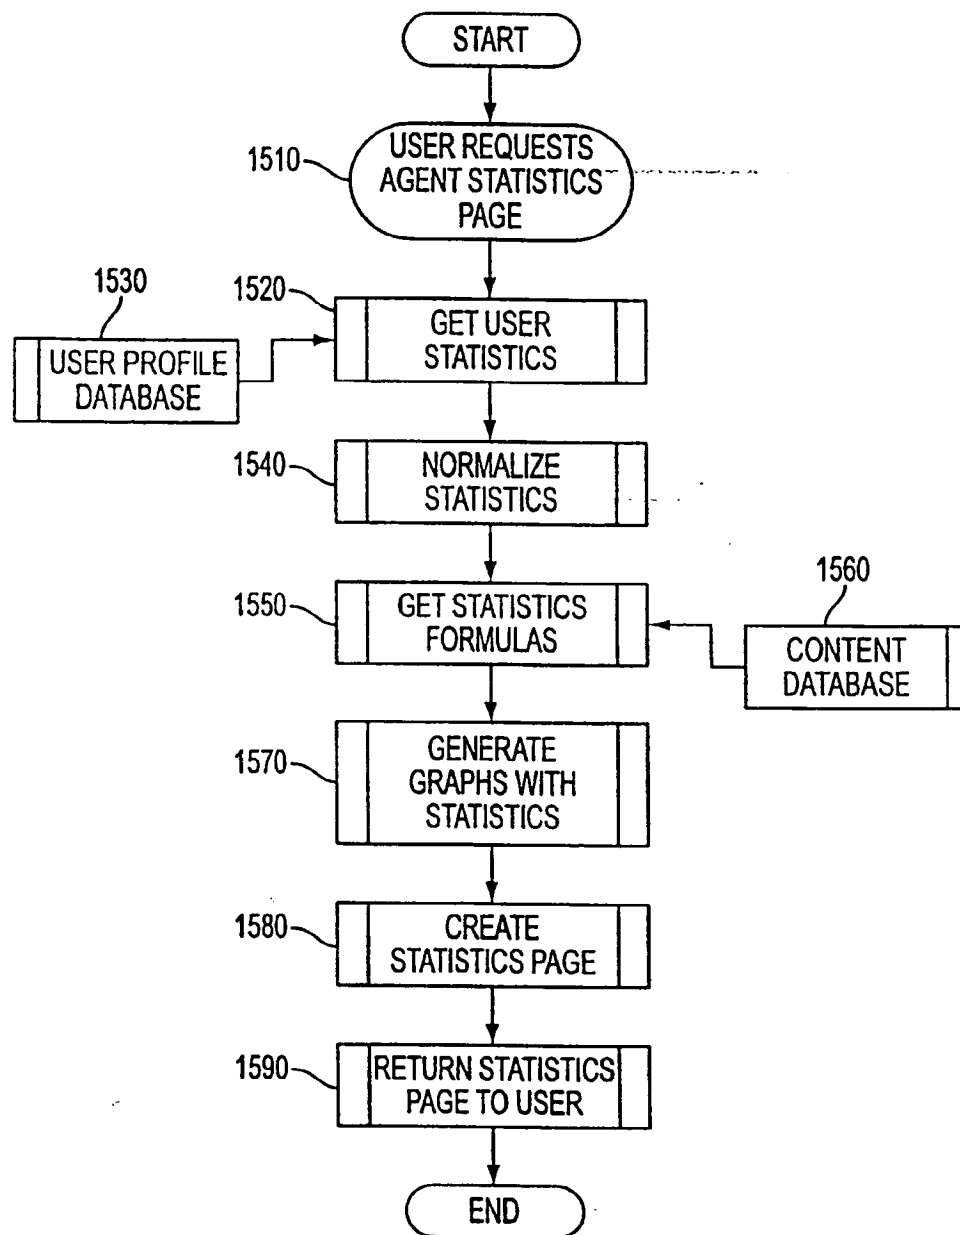 START
1510
USER REQUESTS
AGENT STATISTICS
PAGE
1530
USER PROFILE
DATABASE
1520
GET USER
STATISTICS
1540
NORMALIZE
STATISTICS
1550
GET STATISTICS
FORMULAS
1560
CONTENT
DATABASE
1570
GENERATE
GRAPHS WITH
STATISTICS
1580
CREATE
STATISTICS PAGE
1590
RETURN STATISTICS
PAGE TO USER
END